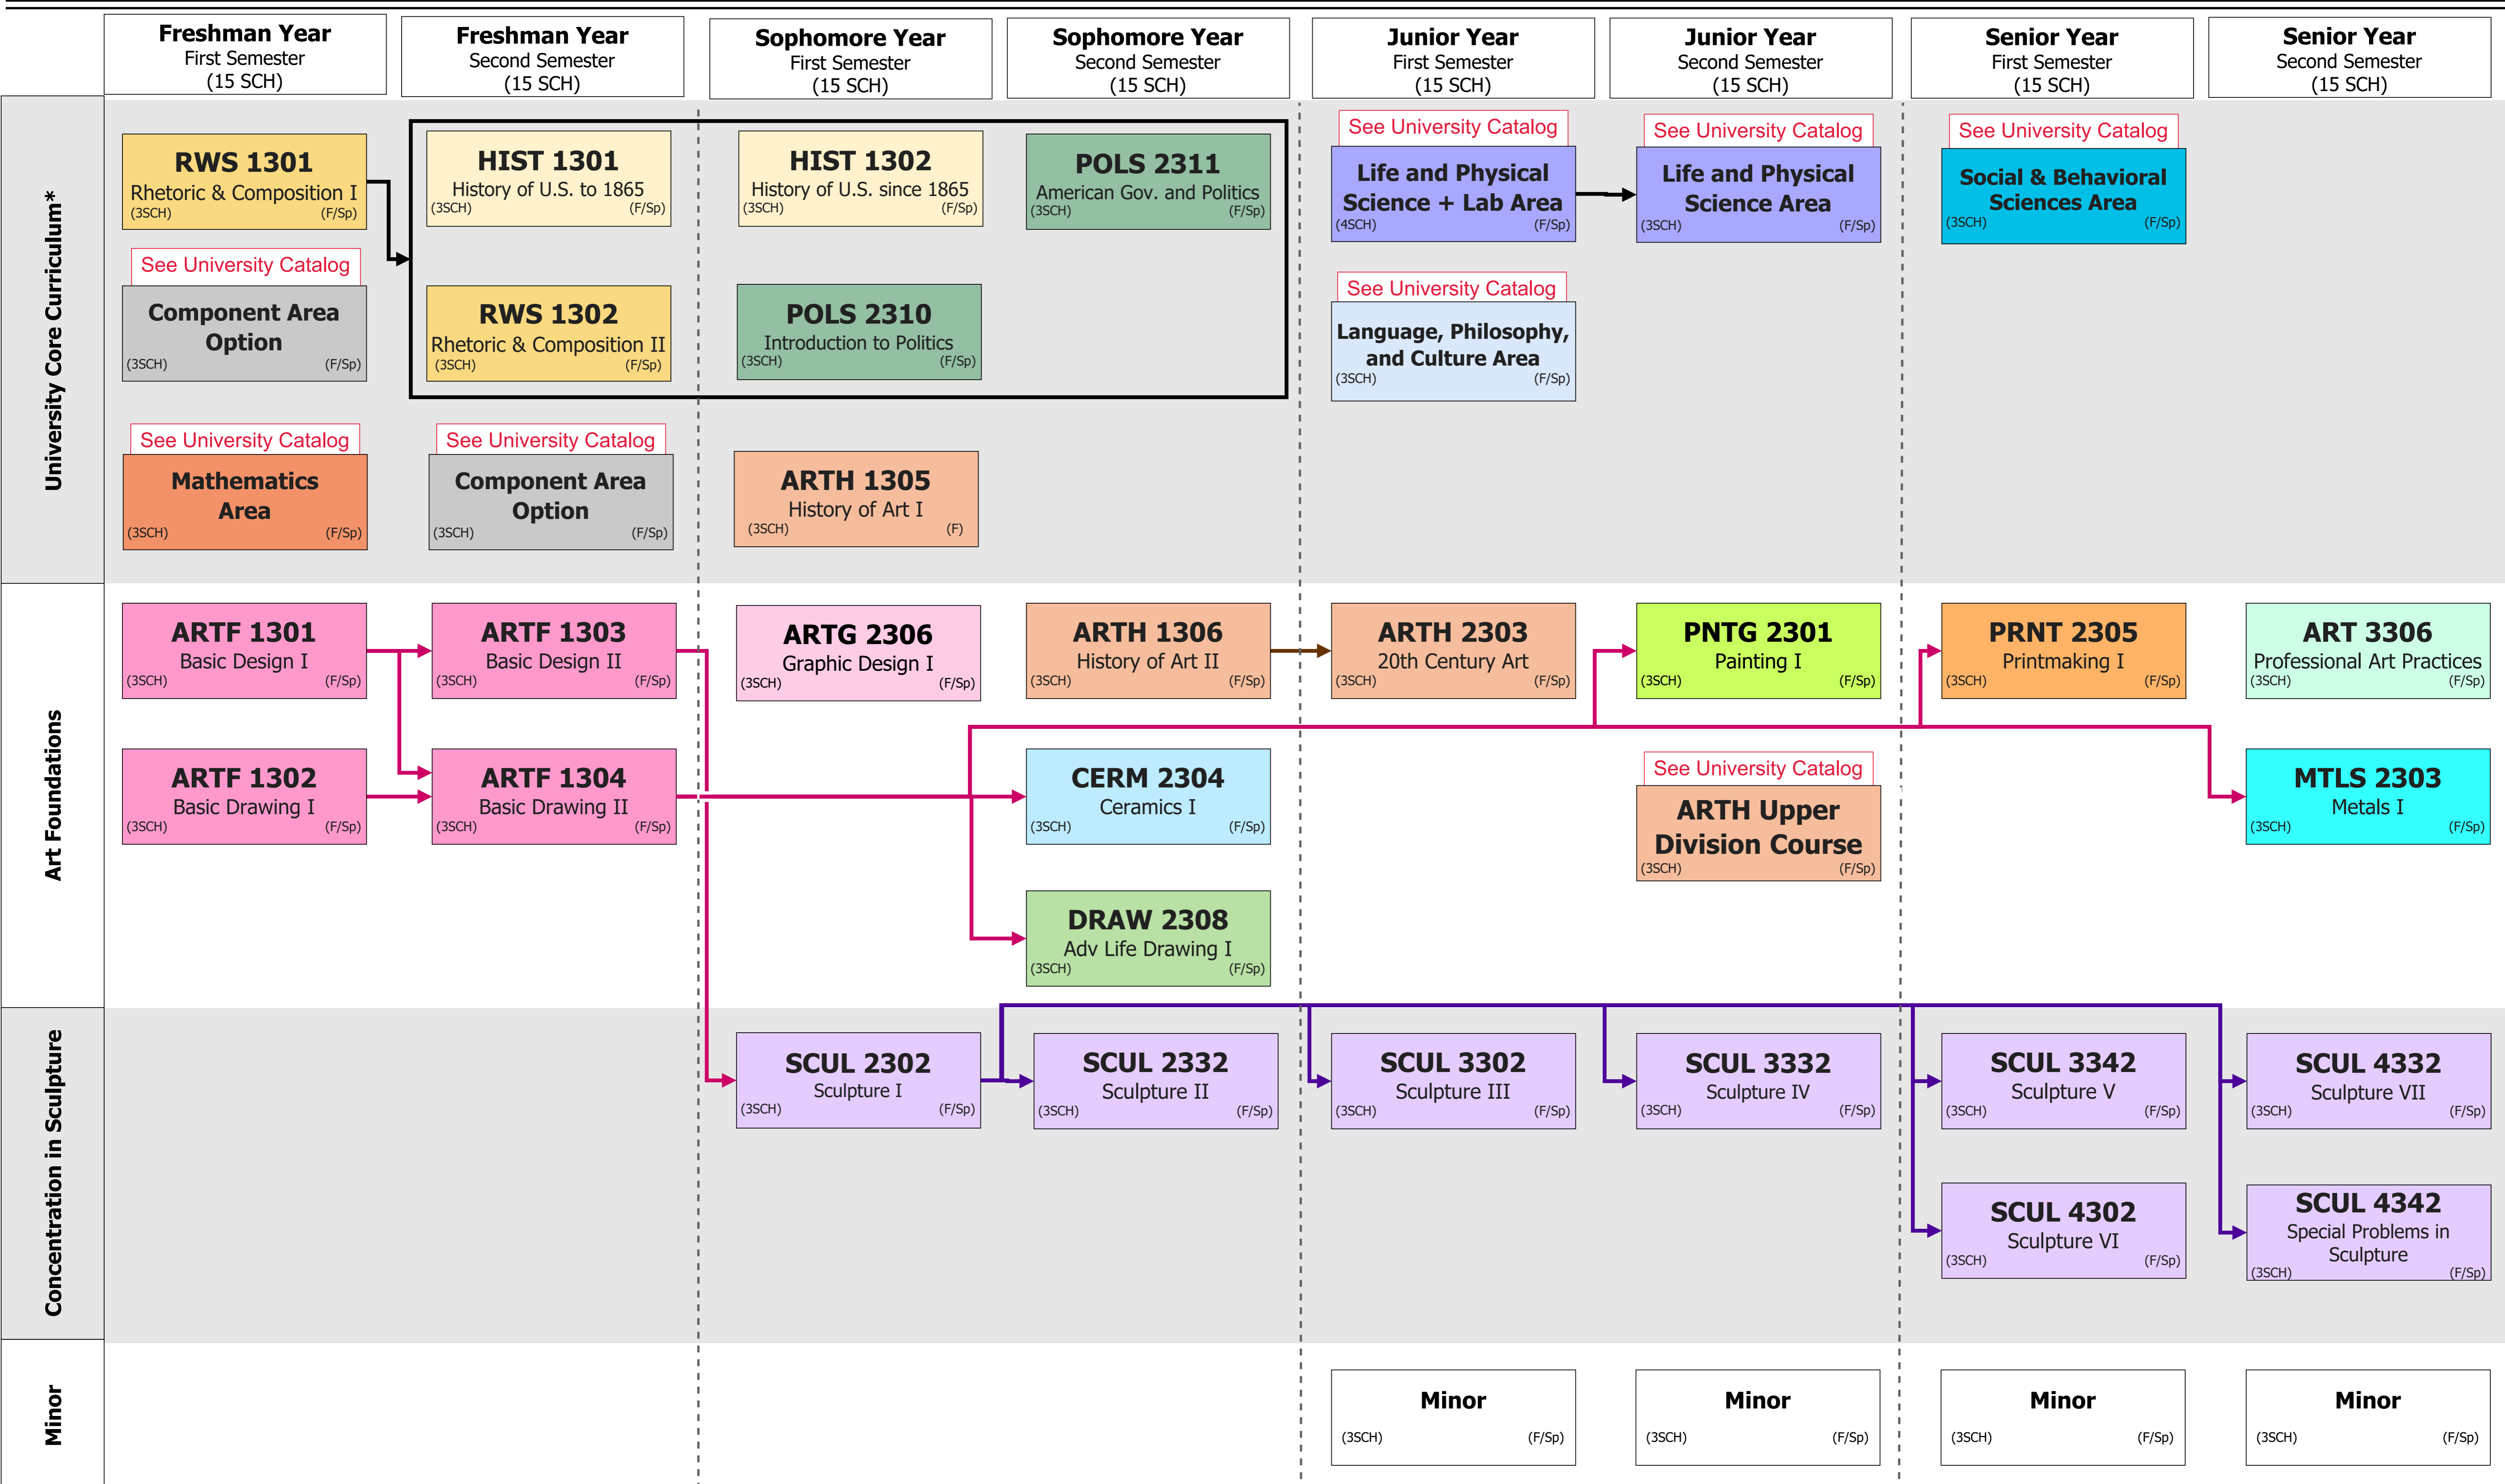 Freshman Year
First Semester
(15 SCH)
Freshman Year
Second Semester
(15 SCH)
Sophomore Year
First Semester
(15 SCH)
Sophomore Year
Second Semester
(15 SCH)
Junior Year
First Semester
(15 SCH)
Junior Year
Second Semester
(15 SCH)
Senior Year
First Semester
(15 SCH)
Senior Year
Second Semester
(15 SCH)
University Core Curriculum*
RWS 1301
Rhetoric & Composition I
(3SCH) (F/Sp)
HIST 1301
History of U.S. to 1865
(3SCH) (F/Sp)
HIST 1302
History of U.S. since 1865
(3SCH) (F/Sp)
POLS 2311
American Gov. and Politics
(3SCH) (F/Sp)
See University Catalog
Life and Physical
Science + Lab Area
(4SCH) (F/Sp)
See University Catalog
Life and Physical
Science Area
(3SCH) (F/Sp)
See University Catalog
Social & Behavioral
Sciences Area
(3SCH) (F/Sp)
See University Catalog
Component Area
Option
(3SCH) (F/Sp)
RWS 1302
Rhetoric & Composition II
(3SCH) (F/Sp)
POLS 2310
Introduction to Politics
(3SCH) (F/Sp)
See University Catalog
Language, Philosophy,
and Culture Area
(3SCH) (F/Sp)
See University Catalog
Mathematics
Area
(3SCH) (F/Sp)
See University Catalog
Component Area
Option
(3SCH) (F/Sp)
ARTH 1305
History of Art I
(3SCH) (F)
Art Foundations
ARTF 1301
Basic Design I
(3SCH) (F/Sp)
ARTF 1303
Basic Design II
(3SCH) (F/Sp)
ARTG 2306
Graphic Design I
(3SCH) (F/Sp)
ARTH 1306
History of Art II
(3SCH) (F/Sp)
ARTH 2303
20th Century Art
(3SCH) (F/Sp)
PNTG 2301
Painting I
(3SCH) (F/Sp)
PRNT 2305
Printmaking I
(3SCH) (F/Sp)
ART 3306
Professional Art Practices
(3SCH) (F/Sp)
ARTF 1302
Basic Drawing I
(3SCH) (F/Sp)
ARTF 1304
Basic Drawing II
(3SCH) (F/Sp)
CERM 2304
Ceramics I
(3SCH) (F/Sp)
See University Catalog
ARTH Upper
Division Course
(3SCH) (F/Sp)
MTLS 2303
Metals I
(3SCH) (F/Sp)
DRAW 2308
Adv Life Drawing I
(3SCH) (F/Sp)
Concentration in Sculpture
SCUL 2302
Sculpture I
(3SCH) (F/Sp)
SCUL 2332
Sculpture II
(3SCH) (F/Sp)
SCUL 3302
Sculpture III
(3SCH) (F/Sp)
SCUL 3332
Sculpture IV
(3SCH) (F/Sp)
SCUL 3342
Sculpture V
(3SCH) (F/Sp)
SCUL 4332
Sculpture VII
(3SCH) (F/Sp)
SCUL 4302
Sculpture VI
(3SCH) (F/Sp)
SCUL 4342
Special Problems in
Sculpture
(3SCH) (F/Sp)
Minor
Minor
(3SCH) (F/Sp)
Minor
(3SCH) (F/Sp)
Minor
(3SCH) (F/Sp)
Minor
(3SCH) (F/Sp)